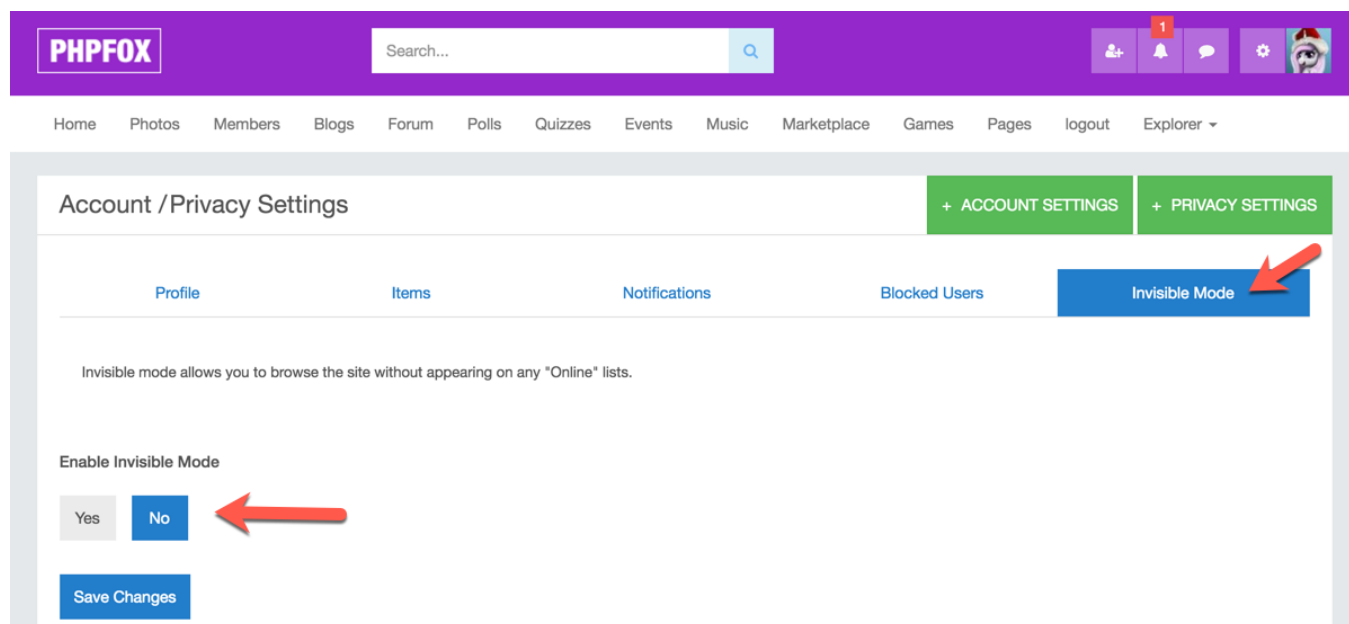 PHPFOX Search... 1
Home Photos Members Blogs Forum Polls Quizzes Events Music Marketplace Games Pages logout Explorer
Account /Privacy Settings + ACCOUNT SETTINGS + PRIVACY SETTINGS
Profile Items Notifications Blocked Users Invisible Mode
Invisible mode allows you to browse the site without appearing on any "Online" lists.
Enable Invisible Mode
Yes No
Save Changes